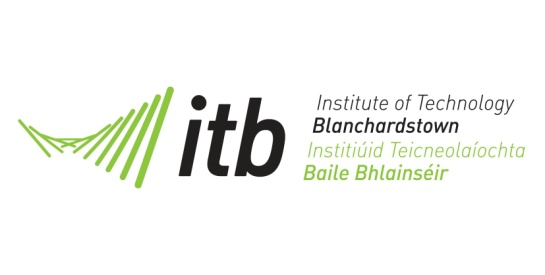 itb
Institute of Technology
Blanchardstown
Institiúid Teicneolaíochta
Baile Bhlainséir